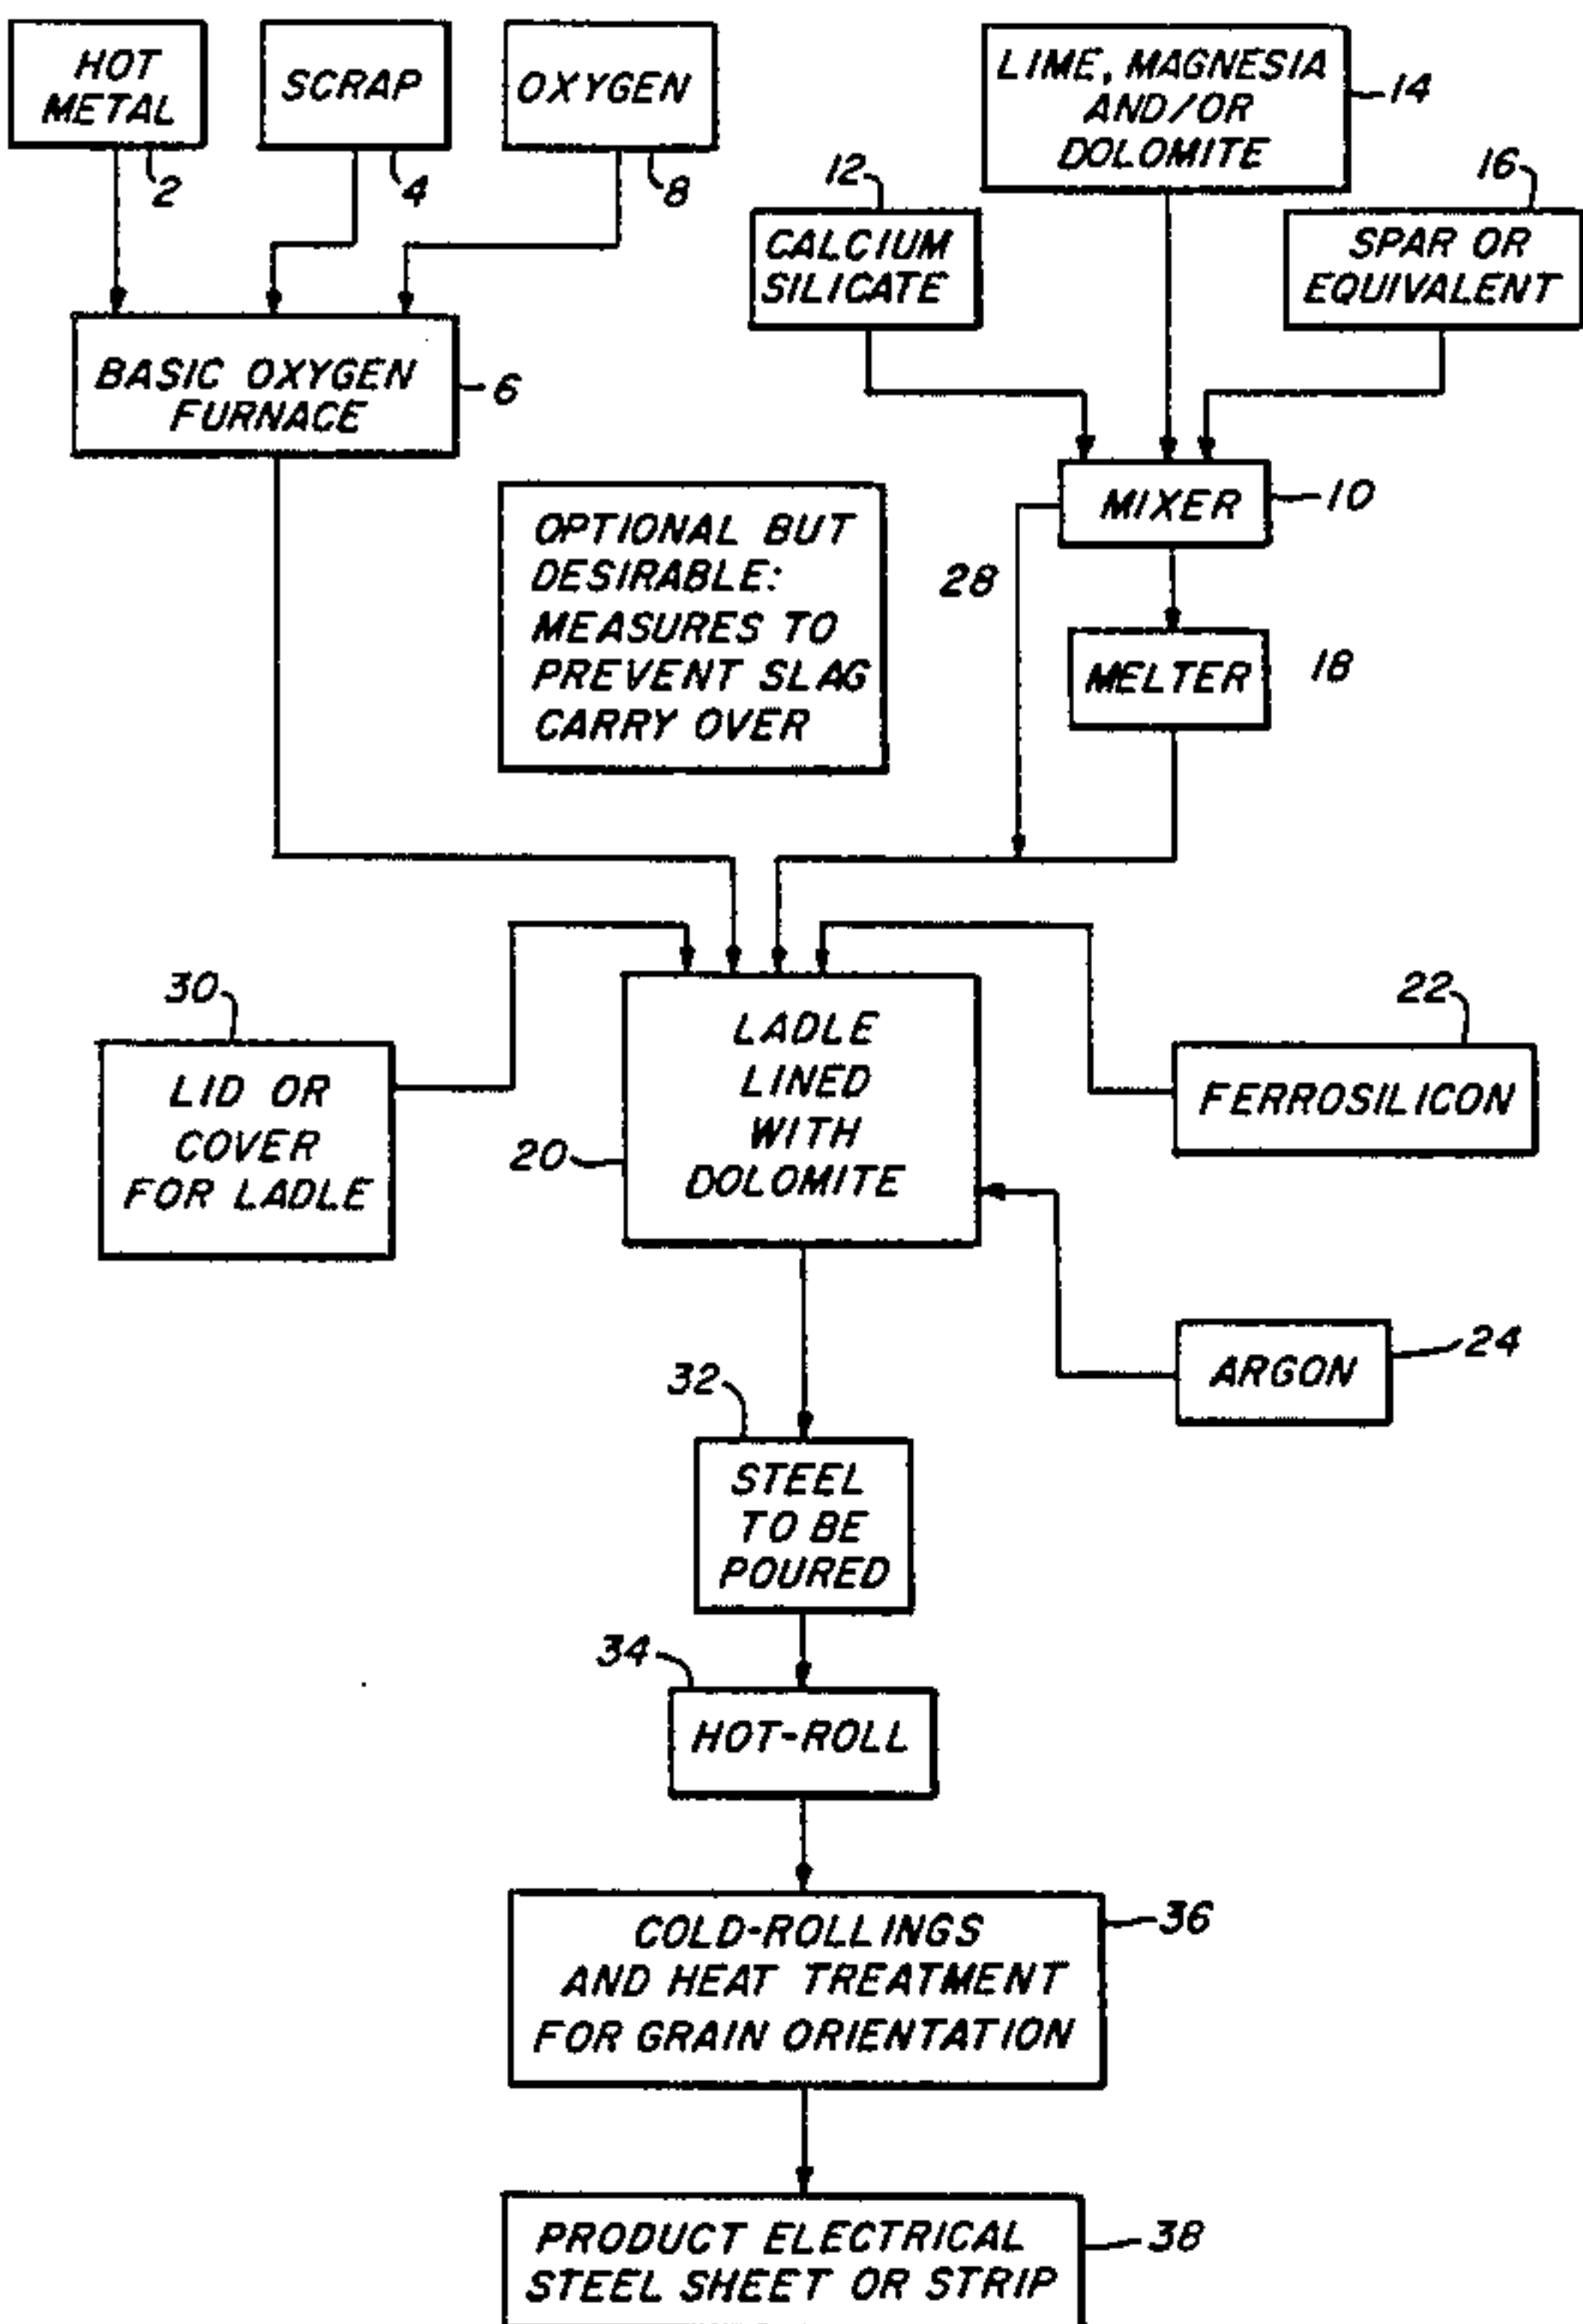 HOT
METAL
2
SCRAP
4
OXYGEN
8
LIME, MAGNESIA
AND/OR
DOLOMITE
14
12
CALCIUM
SILICATE
16
SPAR OR
EQUIVALENT
BASIC OXYGEN
FURNACE
6
MIXER
10
OPTIONAL BUT
DESIRABLE:
MEASURES TO
PREVENT SLAG
CARRY OVER
28
MELTER
18
30
LID OR
COVER
FOR LADLE
LADLE
LINED
WITH
DOLOMITE
20
22
FERROSILICON
ARGON
24
32
STEEL
TO BE
POURED
34
HOT-ROLL
COLD-ROLLINGS
AND HEAT TREATMENT
FOR GRAIN ORIENTATION
36
PRODUCT ELECTRICAL
STEEL SHEET OR STRIP
38